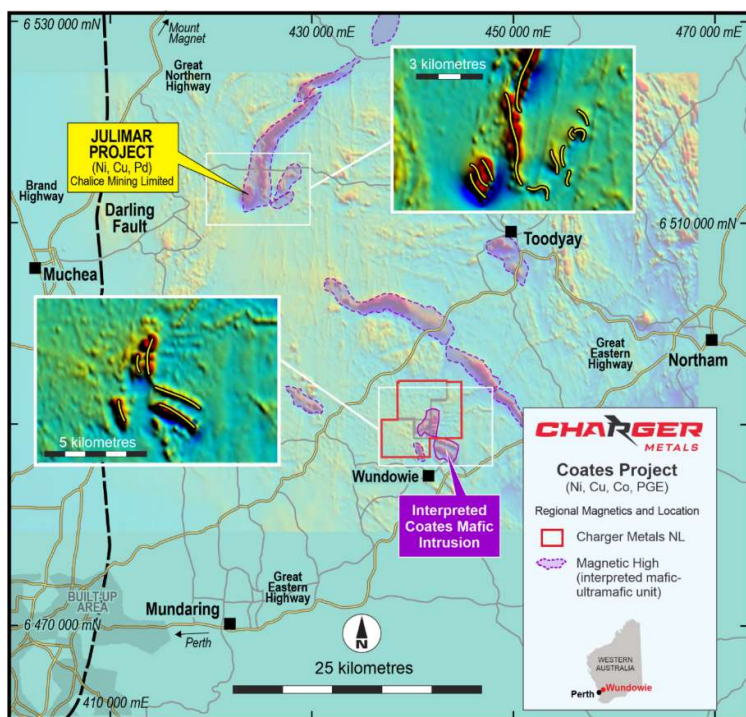 6 530 000 mN
430 000 mE
450 000 mE
470 000 mE
Mount
Magnet
Great
Northern
Highway
3 kilometres
JULIMAR
PROJECT
(Ni, Cu, Pd)
Chalice Mining Limited
Brand
Highway
Darling
Fault
6 510 000 mN
Toodyay
Muchea
Great
Eastern
Highway
Northam
5 kilometres
Wundowie
Interpreted
Coates Mafic
Intrusion
CHARGER
METALS
Coates Project
(Ni, Cu, Co, PGE)
Regional Magnetics and Location
Charger Metals NL
Magnetic High
(interpreted mafic-
ultramafic unit)
WESTERN
AUSTRALIA
Perth
Wundowie
BUILT-UP
AREA
Mundaring
Great
Eastern
Highway
6 470 000 mN
Perth
N
25 kilometres
410 000 mE